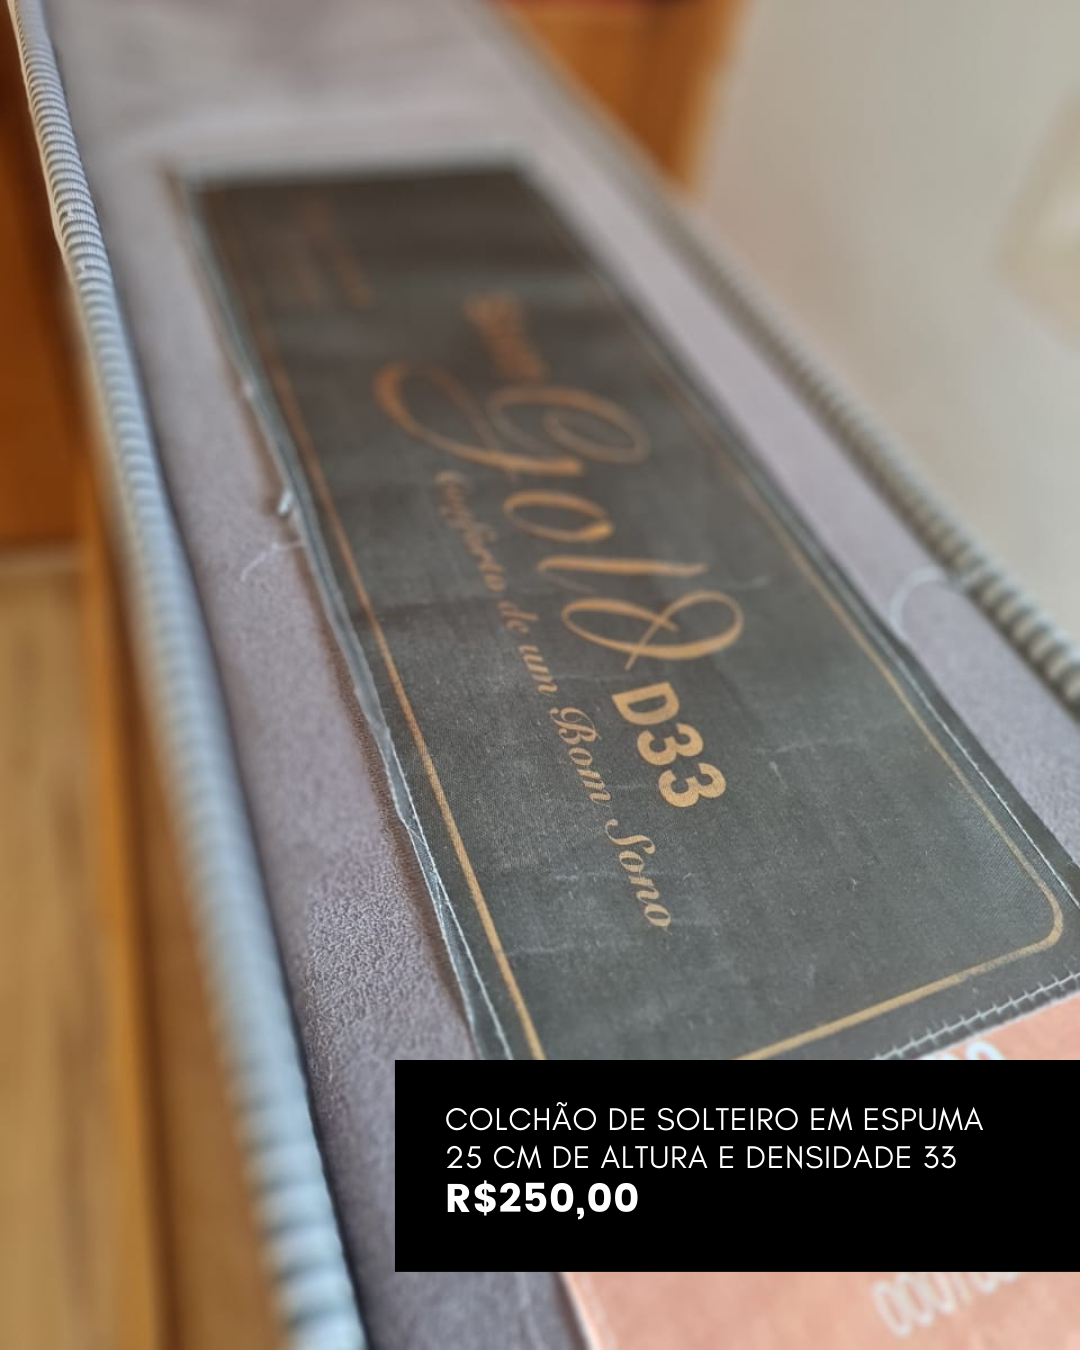 Gold D33
Conforto de um Bom Sono
COLCHÃO DE SOLTEIRO EM ESPUMA
25 CM DE ALTURA E DENSIDADE 33
R$250,00